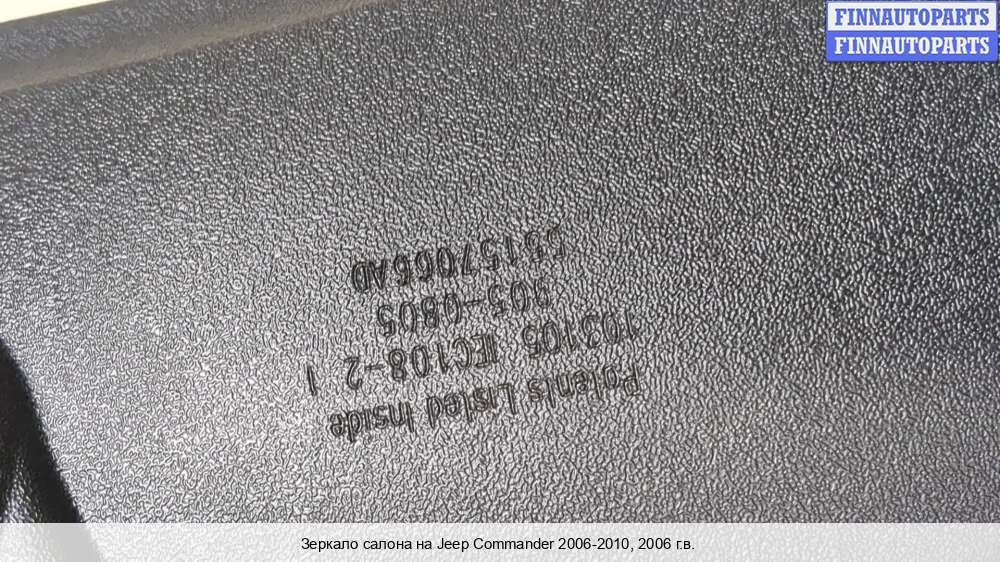 FINNAUTOPARTS
FINNAUTOPARTS
Patents Listed Inside
103105 IEC108-2 1
905-0805
55157066AD
Зеркало салона на Jeep Commander 2006-2010, 2006 г.в.